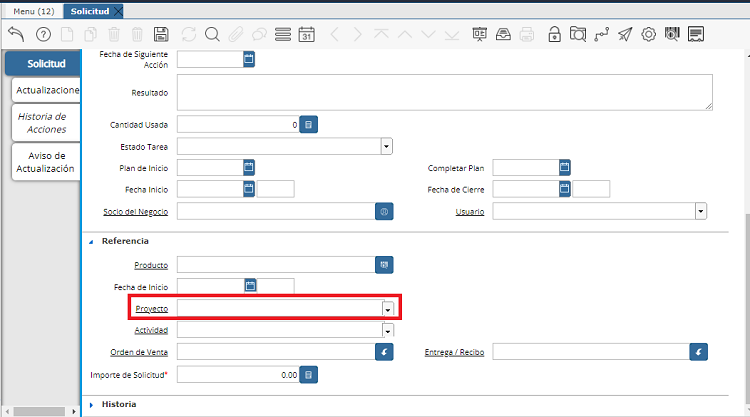 Menu (12) Solicitud
31
Solicitud
Actualizacione
Historia de
Acciones
Aviso de
Actualización
Fecha de Siguiente
Acción
Resultado
Cantidad Usada 0
Estado Tarea
Plan de Inicio Completar Plan
Fecha Inicio Fecha de Cierre
Socio del Negocio Usuario
Referencia
Producto
Fecha de Inicio
Proyecto
Actividad
Orden de Venta Entrega / Recibo
Importe de Solicitud* 0.00
Historia